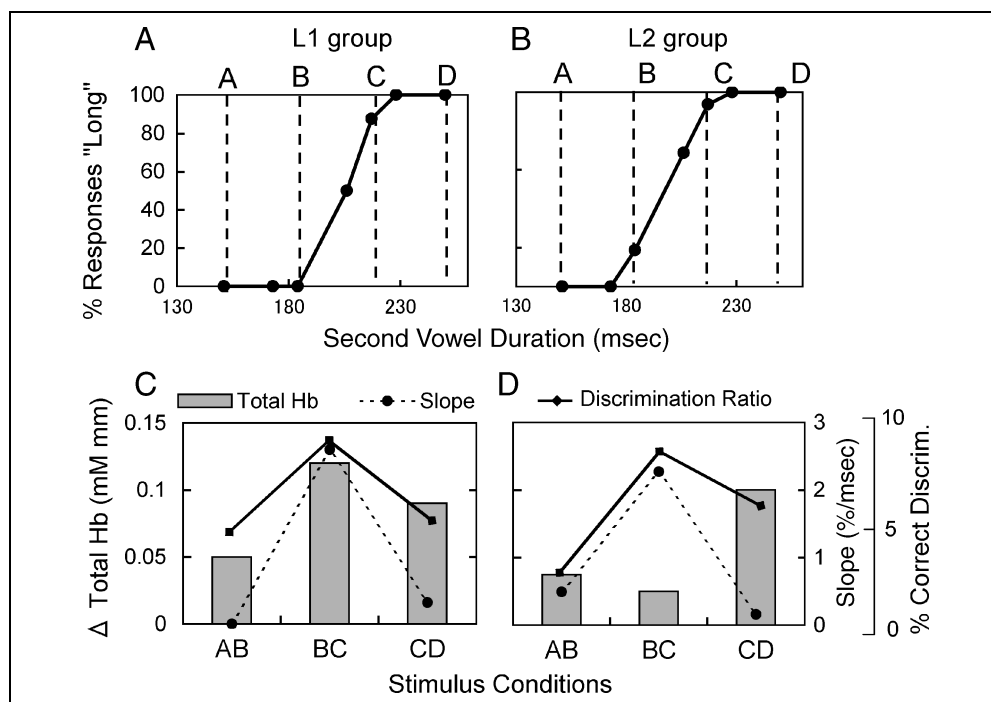 A L1 group B L2 group
A B C D A B C D
% Responses "Long"
100
80
60
40
20
0
130 180 230 130 180 230
Second Vowel Duration (msec)
C Total Hb Slope D Discrimination Ratio
Δ Total Hb (mM mm)
0.15
0.1
0.05
0
3
2
1
0
Slope (%/msec)
10
5
0
% Correct Discrim.
AB BC CD AB BC CD
Stimulus Conditions